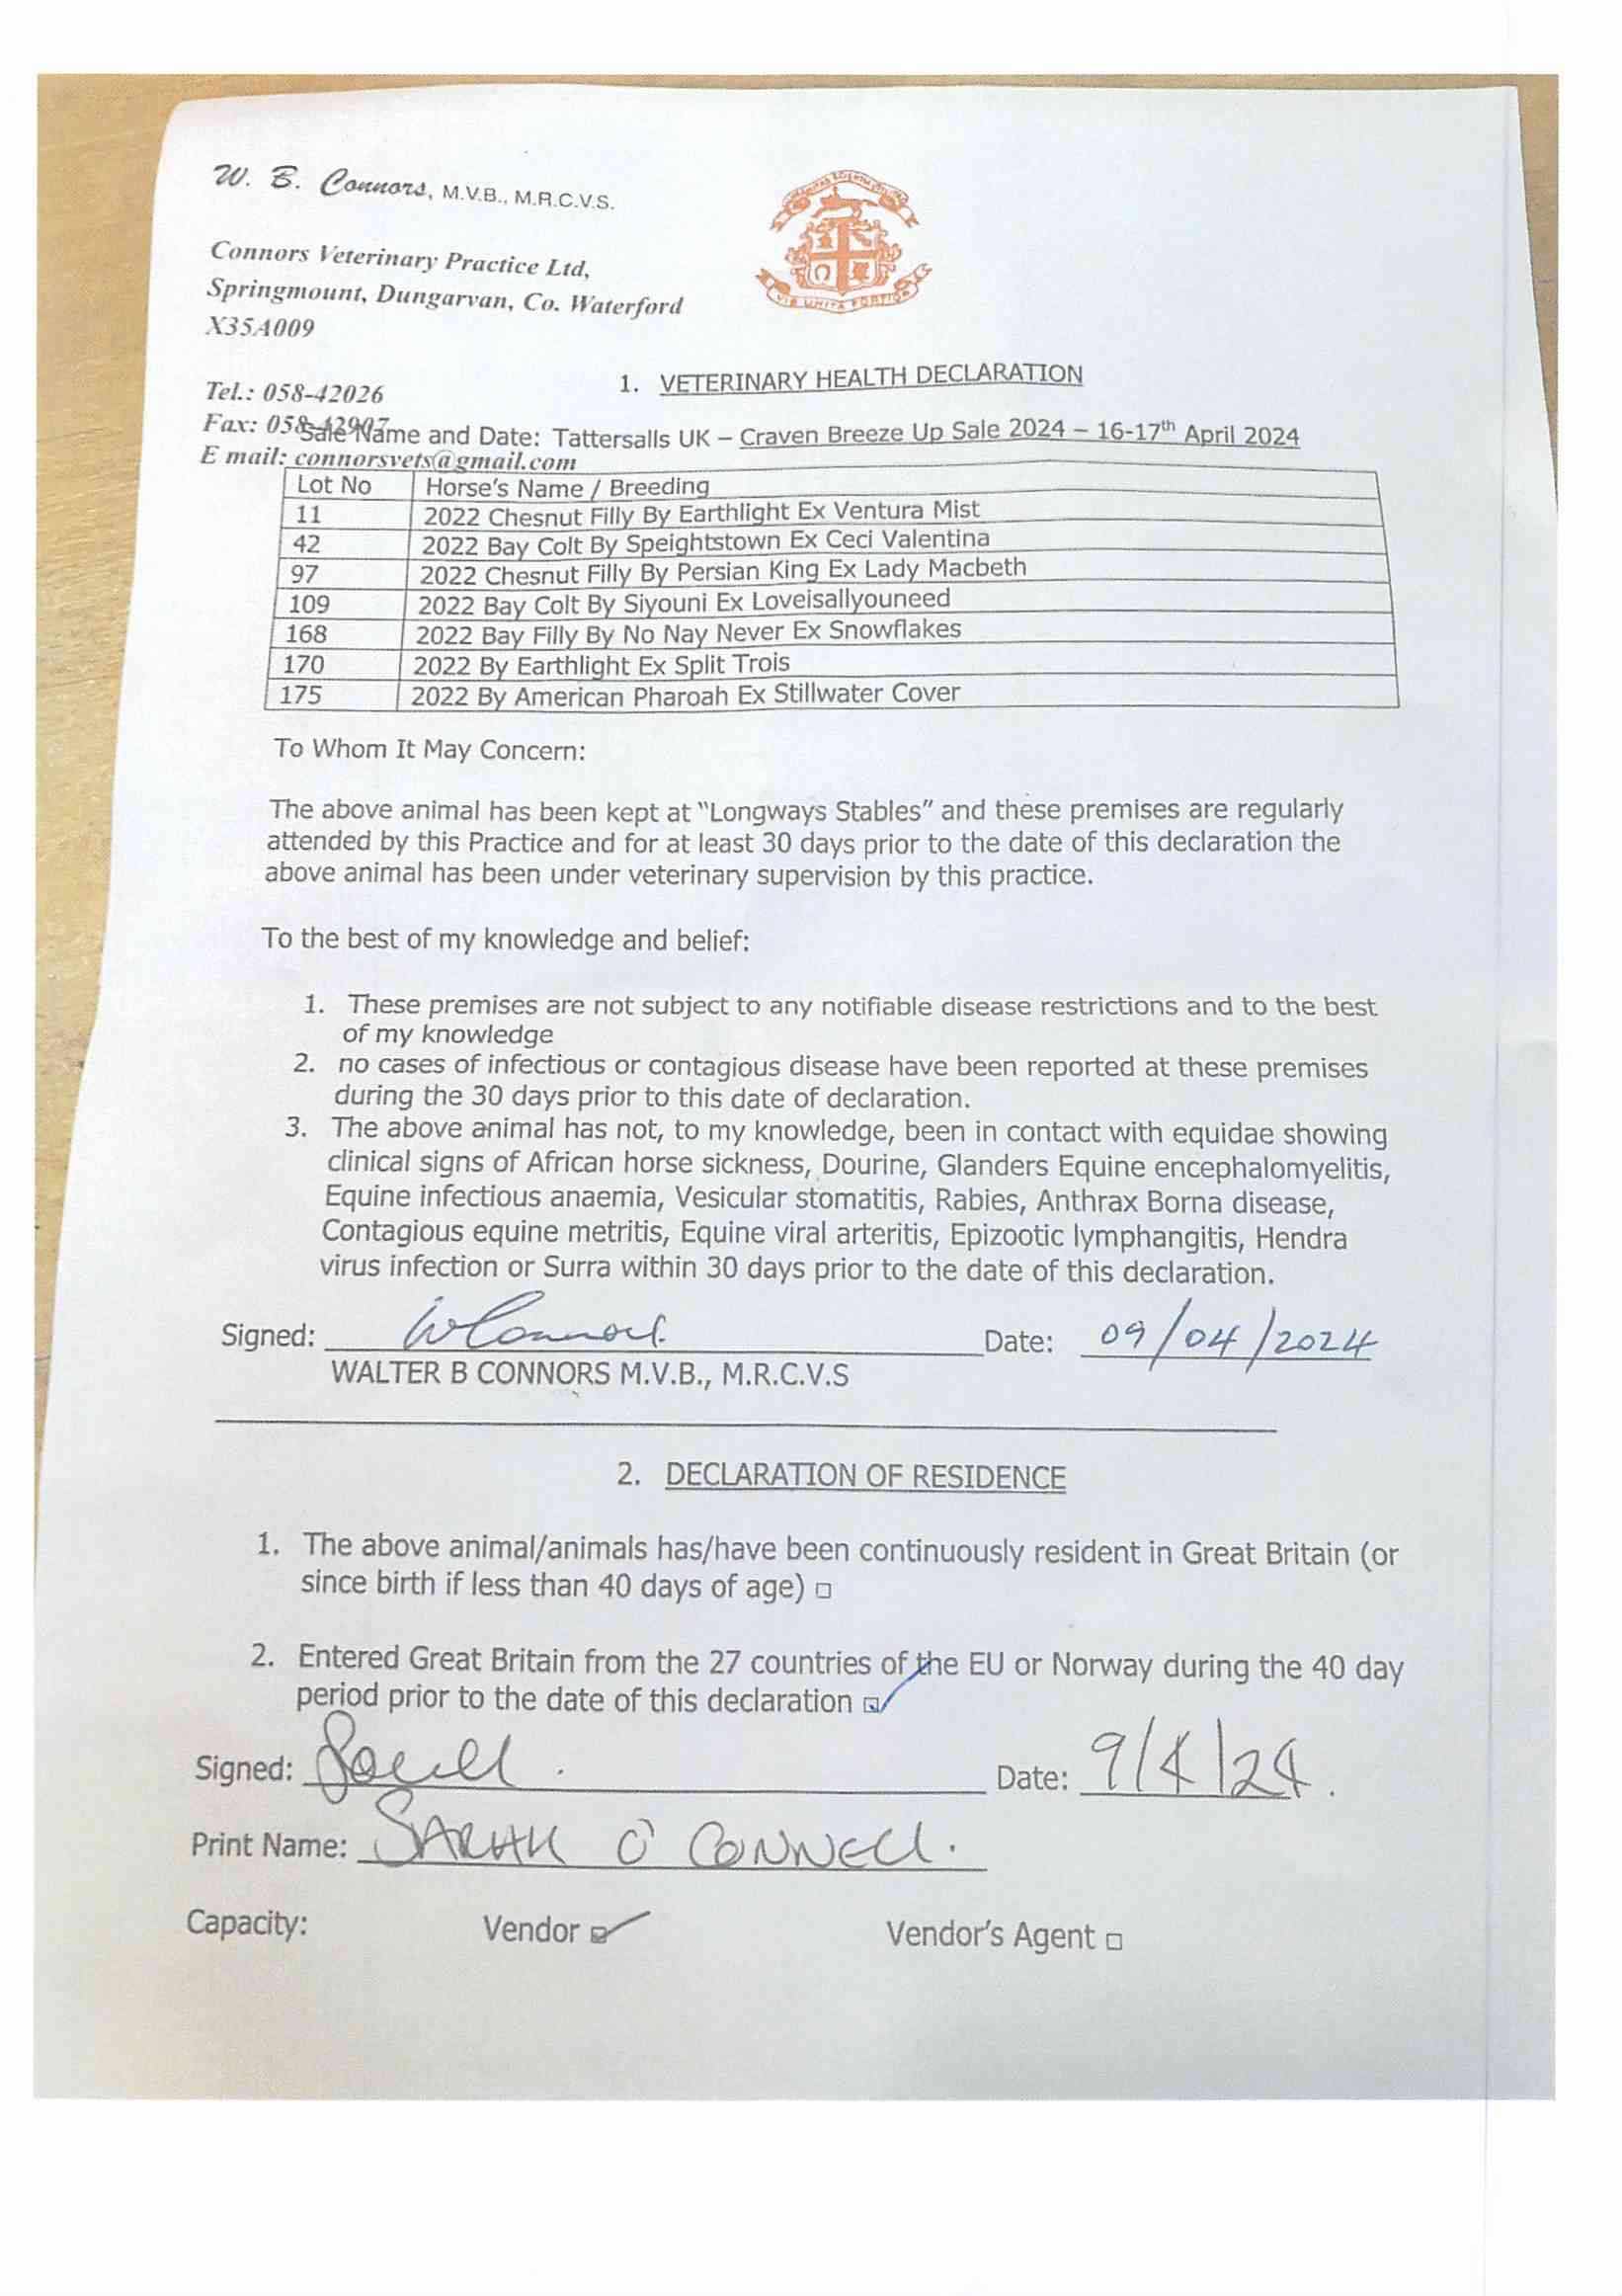 W. B. Connors, M.V.B., M.R.C.V.S.
Connors Veterinary Practice Ltd,
Springmount, Dungarvan, Co. Waterford
X35A009
VIS UNITA FORTIOR
Tel.: 058-42026
1. VETERINARY HEALTH DECLARATION
Fax: 058-42907
Sale Name and Date: Tattersalls UK – Craven Breeze Up Sale 2024 – 16-17th April 2024
E mail: connorsvets@gmail.com
Lot No Horse's Name / Breeding
11 2022 Chesnut Filly By Earthlight Ex Ventura Mist
42 2022 Bay Colt By Speightstown Ex Ceci Valentina
97 2022 Chesnut Filly By Persian King Ex Lady Macbeth
109 2022 Bay Colt By Siyouni Ex Loveisallyouneed
168 2022 Bay Filly By No Nay Never Ex Snowflakes
170 2022 By Earthlight Ex Split Trois
175 2022 By American Pharoah Ex Stillwater Cover
To Whom It May Concern:
The above animal has been kept at "Longways Stables" and these premises are regularly
attended by this Practice and for at least 30 days prior to the date of this declaration the
above animal has been under veterinary supervision by this practice.
To the best of my knowledge and belief:
1. These premises are not subject to any notifiable disease restrictions and to the best
of my knowledge
2. no cases of infectious or contagious disease have been reported at these premises
during the 30 days prior to this date of declaration.
3. The above animal has not, to my knowledge, been in contact with equidae showing
clinical signs of African horse sickness, Dourine, Glanders Equine encephalomyelitis,
Equine infectious anaemia, Vesicular stomatitis, Rabies, Anthrax Borna disease,
Contagious equine metritis, Equine viral arteritis, Epizootic lymphangitis, Hendra
virus infection or Surra within 30 days prior to the date of this declaration.
Signed: WConnors. Date: 09/04/2024
WALTER B CONNORS M.V.B., M.R.C.V.S
2. DECLARATION OF RESIDENCE
1. The above animal/animals has/have been continuously resident in Great Britain (or
since birth if less than 40 days of age) ☐
2. Entered Great Britain from the 27 countries of the EU or Norway during the 40 day
period prior to the date of this declaration ☑
Signed: Date: 9/4/24.
Print Name: SARAH O'CONNELL.
Capacity: Vendor ☑ Vendor's Agent ☐